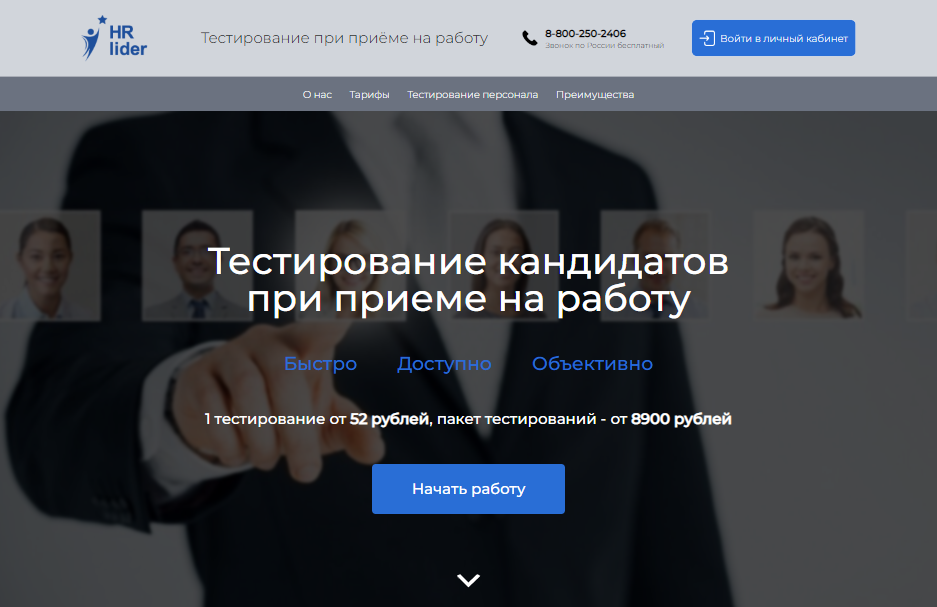 HR
lider
Тестирование при приёме на работу
8-800-250-2406
Звонок по России бесплатный
Войти в личный кабинет
О нас Тарифы Тестирование персонала Преимущества
Тестирование кандидатов
при приеме на работу
Быстро Доступно Объективно
1 тестирование от 52 рублей, пакет тестирований - от 8900 рублей
Начать работу